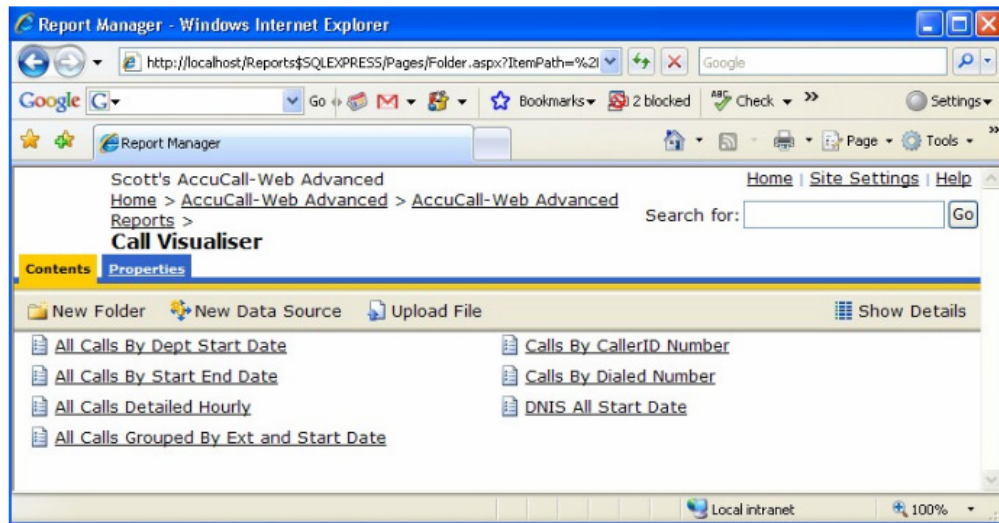 Report Manager - Windows Internet Explorer
http://localhost/Reports$SQLEXPRESS/Pages/Folder.aspx?ItemPath=%2
Google
Google G Go Bookmarks 2 blocked ABC Check » Settings
Report Manager Page Tools »
Scott's AccuCall-Web Advanced
Home | Site Settings | Help
Home > AccuCall-Web Advanced > AccuCall-Web Advanced
Reports >
Search for: Go
Call Visualiser
Contents Properties
New Folder New Data Source Upload File Show Details
All Calls By Dept Start Date
All Calls By Start End Date
All Calls Detailed Hourly
All Calls Grouped By Ext and Start Date
Calls By CallerID Number
Calls By Dialed Number
DNIS All Start Date
Local intranet 100%